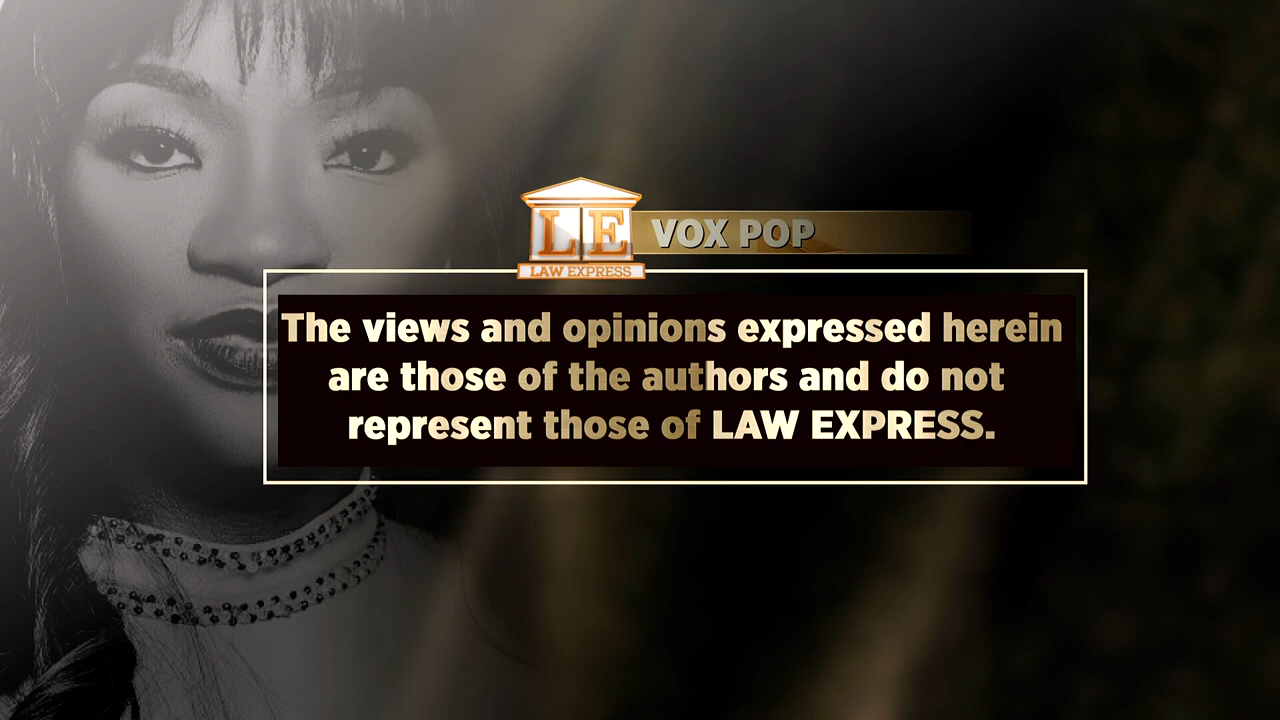 LE
LAW EXPRESS
VOX POP
The views and opinions expressed herein
are those of the authors and do not
represent those of LAW EXPRESS.